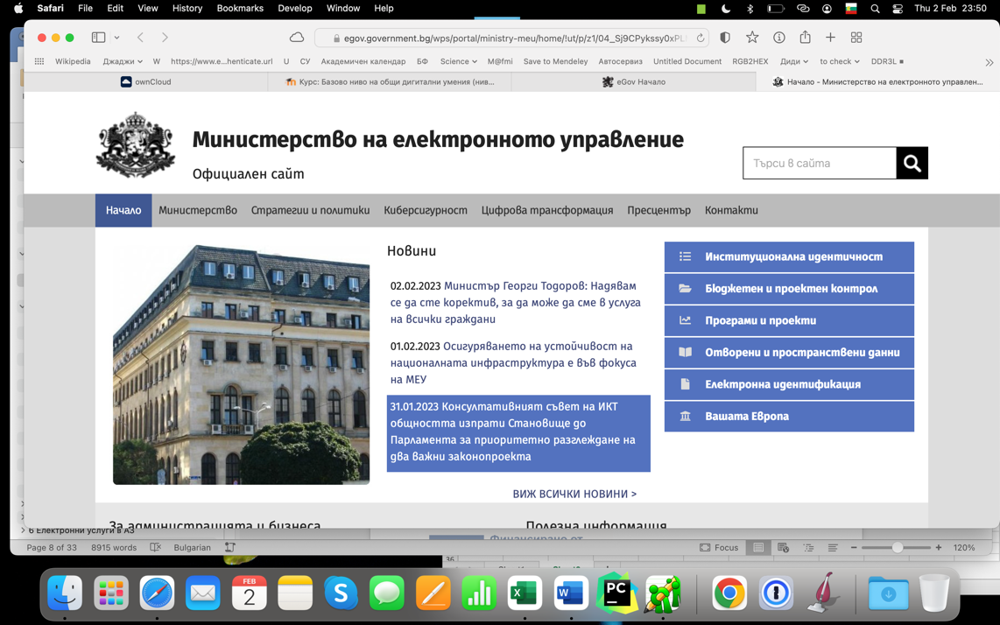 Safari File Edit View History Bookmarks Develop Window Help Thu 2 Feb 23:50
egov.government.bg/wps/portal/ministry-meu/home/!ut/p/z1/04_Sj9CPykssy0xPL
Wikipedia Джаджи W https://www.e...henticate.url U СУ Академичен календар БФ Science M@fmi Save to Mendeley Автосервиз Untitled Document RGB2HEX Диди to check DDR3L
ownCloud Курс: Базово ниво на общи дигитални умения (нив... eGov Начало Начало - Министерство на електронното управлен...
Министерство на електронното управление
Официален сайт
Търси в сайта
Начало Министерство Стратегии и политики Киберсигурност Цифрова трансформация Пресцентър Контакти
Новини
02.02.2023 Министър Георги Тодоров: Надявам
се да сте коректив, за да може да сме в услуга
на всички граждани
01.02.2023 Осигуряването на устойчивост на
националната инфраструктура е във фокуса
на МЕУ
31.01.2023 Консултативният съвет на ИКТ
общността изпрати Становище до
Парламента за приоритетно разглеждане на
два важни законопроекта
ВИЖ ВСИЧКИ НОВИНИ >
Институционална идентичност
Бюджетен и проектен контрол
Програми и проекти
Отворени и пространствени данни
Електронна идентификация
Вашата Европа
За администрацията и бизнеса Полезна информация
6 Електронни услуги в АЗ
Финансирано от
Page 8 of 33 8915 words Bulgarian Focus 120%
36
FEB
2
PC